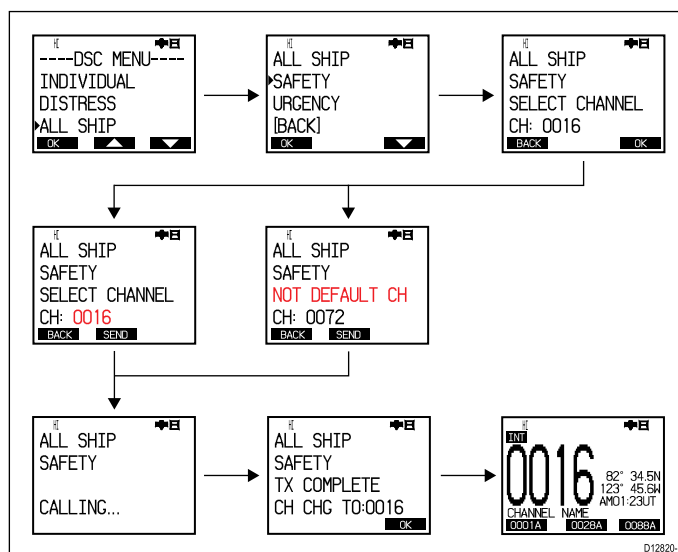 HI
----DSC MENU----
INDIVIDUAL
DISTRESS
ALL SHIP
OK
HI
ALL SHIP
SAFETY
URGENCY
[BACK]
OK
HI
ALL SHIP
SAFETY
SELECT CHANNEL
CH: 0016
BACK OK
HI
ALL SHIP
SAFETY
SELECT CHANNEL
CH: 0016
BACK SEND
HI
ALL SHIP
SAFETY
NOT DEFAULT CH
CH: 0072
BACK SEND
HI
ALL SHIP
SAFETY
CALLING...
HI
ALL SHIP
SAFETY
TX COMPLETE
CH CHG TO:0016
OK
HI
INT
0016
82° 34.5N
123° 45.6W
AM01:23UT
CHANNEL NAME
0001A 0028A 0088A
D12820-